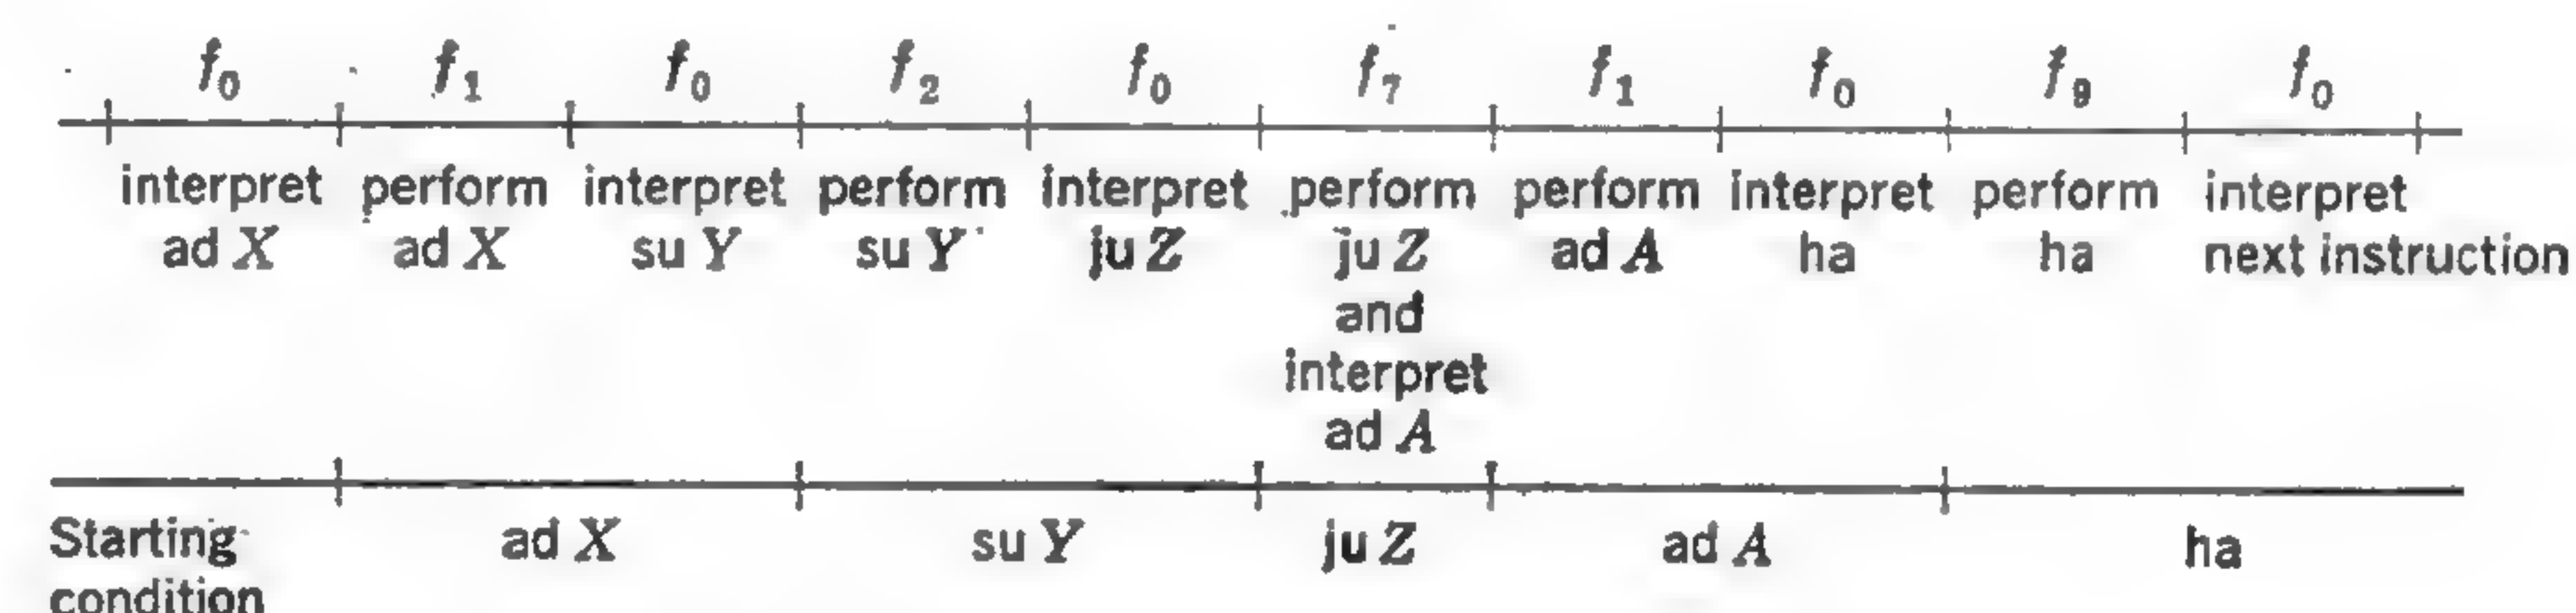 f₀ f₁ f₀ f₂ f₀ f₇ f₁ f₀ f₉ f₀
interpret perform interpret perform interpret perform perform interpret perform interpret
ad X ad X su Y su Y ju Z ju Z ad A ha ha next instruction
and
interpret
ad A
Starting ad X su Y ju Z ad A ha
condition